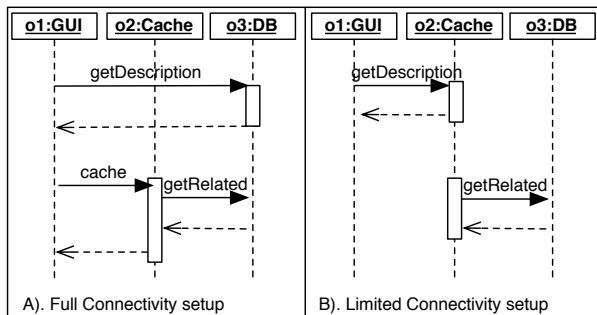 o1:GUI o2:Cache o3:DB o1:GUI o2:Cache o3:DB
getDescription
cache
getRelated
A). Full Connectivity setup
getDescription
getRelated
B). Limited Connectivity setup